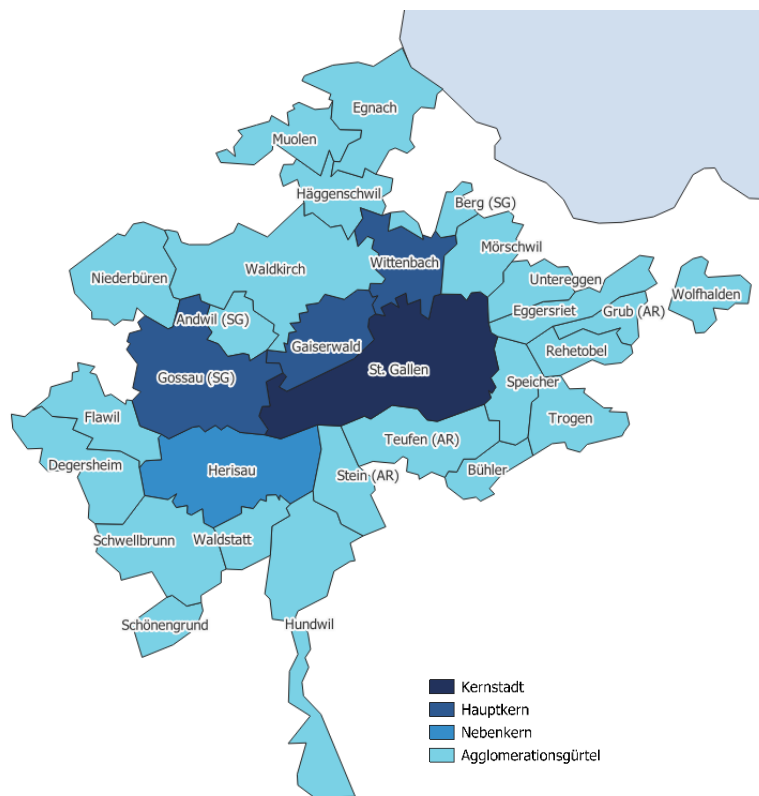 Egnach
Muolen
Häggenschwil
Berg (SG)
Mörschwil
Wittenbach
Waldkirch
Niederbüren
Untereggen
Wolfhalden
Eggersriet
Grub (AR)
Andwil (SG)
Gaiserwald
Rehetobel
St. Gallen
Gossau (SG)
Speicher
Flawil
Trogen
Teufen (AR)
Degersheim
Herisau
Stein (AR)
Bühler
Schwellbrunn
Waldstatt
Schönengrund
Hundwil
Kernstadt
Hauptkern
Nebenkern
Agglomerationsgürtel